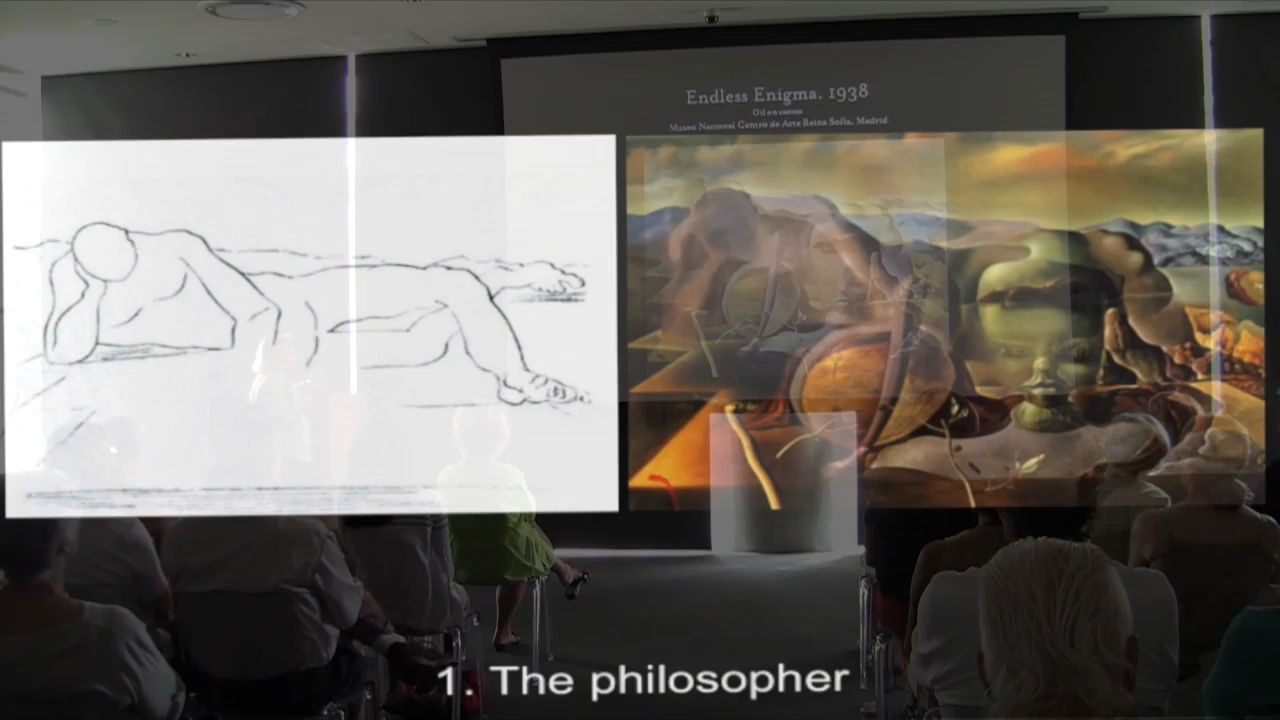 Endless Enigma, 1938
Oil on canvas
Museo Nacional Centro de Arte Reina Sofía, Madrid
1. The philosopher